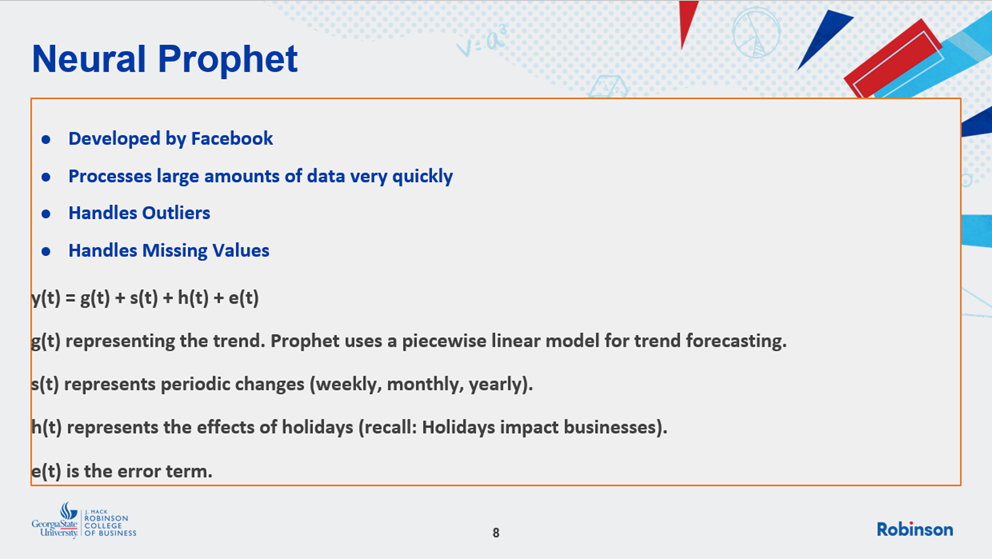 V=a³
Neural Prophet
● Developed by Facebook
● Processes large amounts of data very quickly
● Handles Outliers
● Handles Missing Values
y(t) = g(t) + s(t) + h(t) + e(t)
g(t) representing the trend. Prophet uses a piecewise linear model for trend forecasting.
s(t) represents periodic changes (weekly, monthly, yearly).
h(t) represents the effects of holidays (recall: Holidays impact businesses).
e(t) is the error term.
GeorgiaState
University
J. MACK
ROBINSON
COLLEGE
OF BUSINESS
8
Robinson